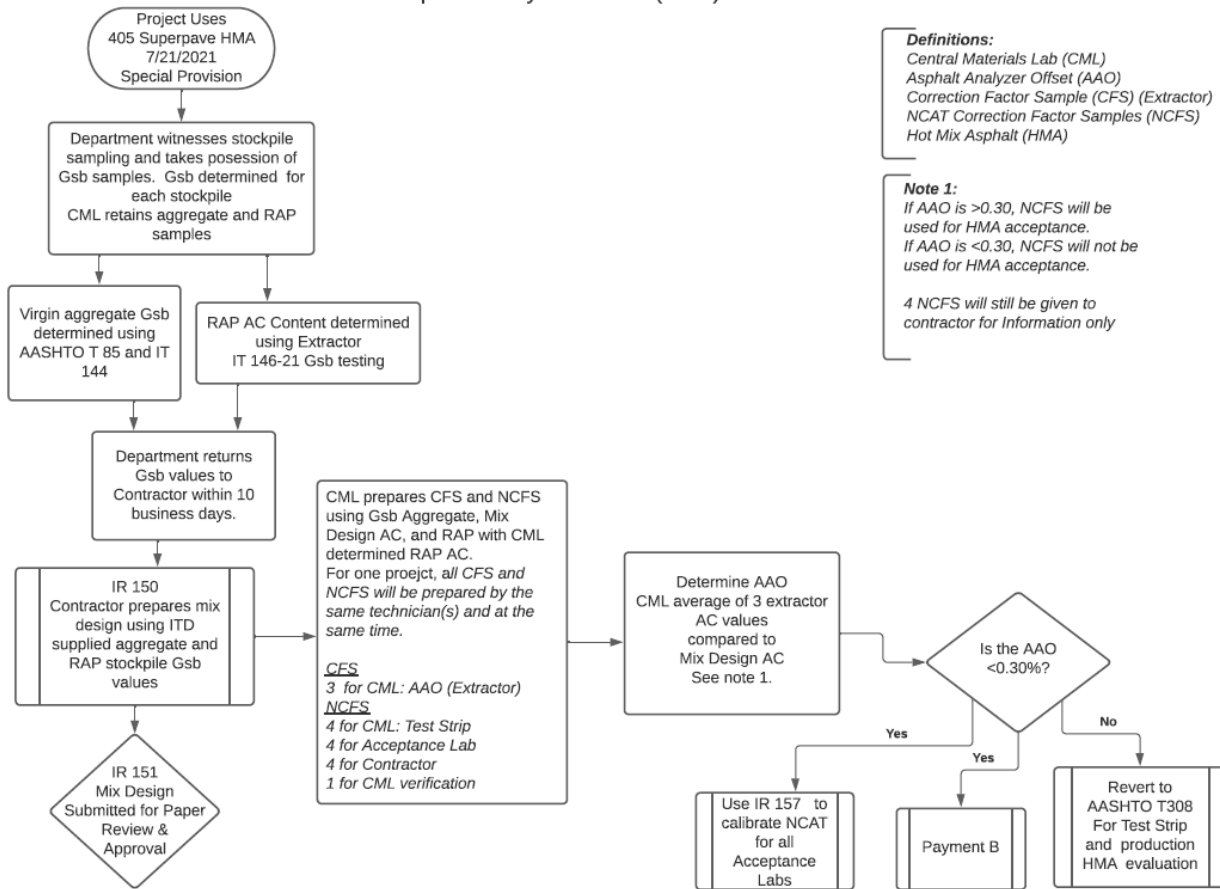 Project Uses
405 Superpave HMA
7/21/2021
Special Provision
Definitions:
Central Materials Lab (CML)
Asphalt Analyzer Offset (AAO)
Correction Factor Sample (CFS) (Extractor)
NCAT Correction Factor Samples (NCFS)
Hot Mix Asphalt (HMA)
Department witnesses stockpile
sampling and takes posession of
Gsb samples. Gsb determined for
each stockpile
CML retains aggregate and RAP
samples
Note 1:
If AAO is >0.30, NCFS will be
used for HMA acceptance.
If AAO is <0.30, NCFS will not be
used for HMA acceptance.
4 NCFS will still be given to
contractor for Information only
Virgin aggregate Gsb
determined using
AASHTO T 85 and IT
144
RAP AC Content determined
using Extractor
IT 146-21 Gsb testing
Department returns
Gsb values to
Contractor within 10
business days.
IR 150
Contractor prepares mix
design using ITD
supplied aggregate and
RAP stockpile Gsb
values
CML prepares CFS and NCFS
using Gsb Aggregate, Mix
Design AC, and RAP with CML
determined RAP AC.
For one proejct, all CFS and
NCFS will be prepared by the
same technician(s) and at the
same time.
CFS
3 for CML: AAO (Extractor)
NCFS
4 for CML: Test Strip
4 for Acceptance Lab
4 for Contractor
1 for CML verification
Determine AAO
CML average of 3 extractor
AC values
compared to
Mix Design AC
See note 1.
Is the AAO
<0.30%?
Yes
Yes
No
IR 151
Mix Design
Submitted for Paper
Review &
Approval
Use IR 157 to
calibrate NCAT
for all
Acceptance
Labs
Payment B
Revert to
AASHTO T308
For Test Strip
and production
HMA evaluation